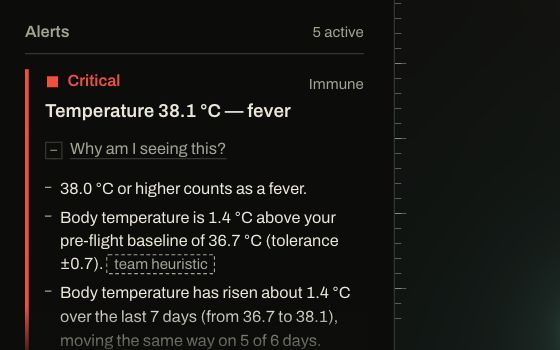 Alerts
5 active
Critical
Immune
Temperature 38.1 °C — fever
Why am I seeing this?
– 38.0 °C or higher counts as a fever.
– Body temperature is 1.4 °C above your
pre-flight baseline of 36.7 °C (tolerance
±0.7). team heuristic
– Body temperature has risen about 1.4 °C
over the last 7 days (from 36.7 to 38.1),
moving the same way on 5 of 6 days.